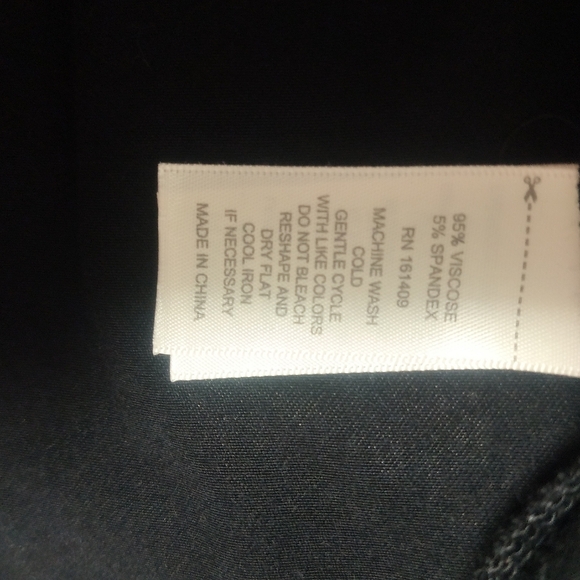 95% VISCOSE
5% SPANDEX
RN 161409
MACHINE WASH
COLD
GENTLE CYCLE
WITH LIKE COLORS
DO NOT BLEACH
RESHAPE AND
DRY FLAT
COOL IRON
IF NECESSARY
MADE IN CHINA